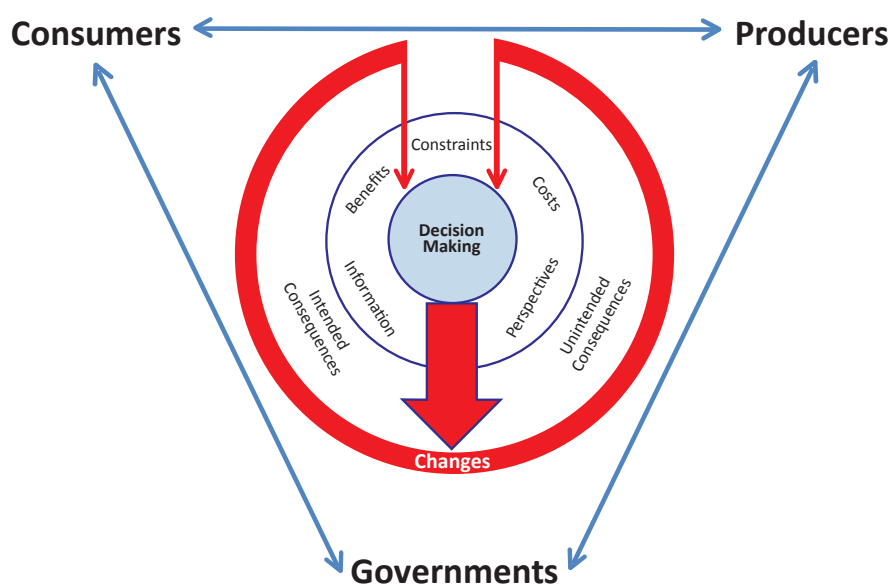 Consumers
Producers
Constraints
Benefits
Costs
Decision
Making
Information
Perspectives
Intended
Consequences
Unintended
Consequences
Changes
Governments